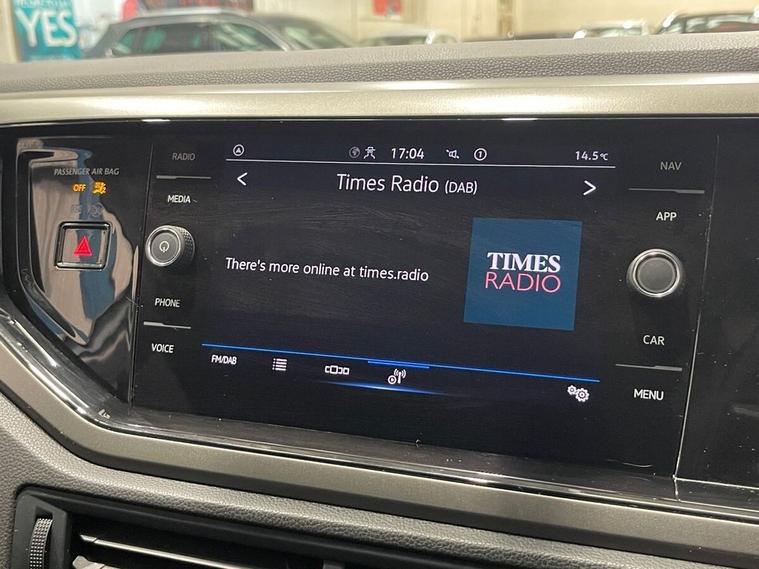 YES
PASSENGER AIR BAG
OFF
RADIO
MEDIA
PHONE
VOICE
17:04
14.5°C
Times Radio (DAB)
There's more online at times.radio
TIMES
RADIO
FM/DAB
NAV
APP
CAR
MENU